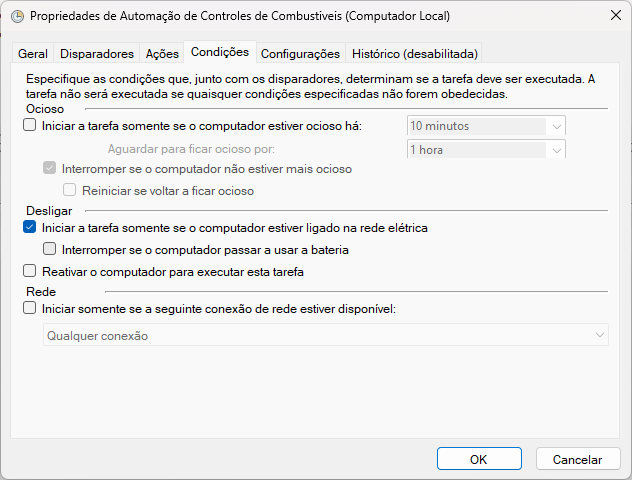 Propriedades de Automação de Controles de Combustiveis (Computador Local)
Geral Disparadores Ações Condições Configurações Histórico (desabilitada)
Especifique as condições que, junto com os disparadores, determinam se a tarefa deve ser executada. A
tarefa não será executada se quaisquer condições especificadas não forem obedecidas.
Ocioso
Iniciar a tarefa somente se o computador estiver ocioso há: 10 minutos
Aguardar para ficar ocioso por: 1 hora
Interromper se o computador não estiver mais ocioso
Reiniciar se voltar a ficar ocioso
Desligar
Iniciar a tarefa somente se o computador estiver ligado na rede elétrica
Interromper se o computador passar a usar a bateria
Reativar o computador para executar esta tarefa
Rede
Iniciar somente se a seguinte conexão de rede estiver disponível:
Qualquer conexão
OK Cancelar